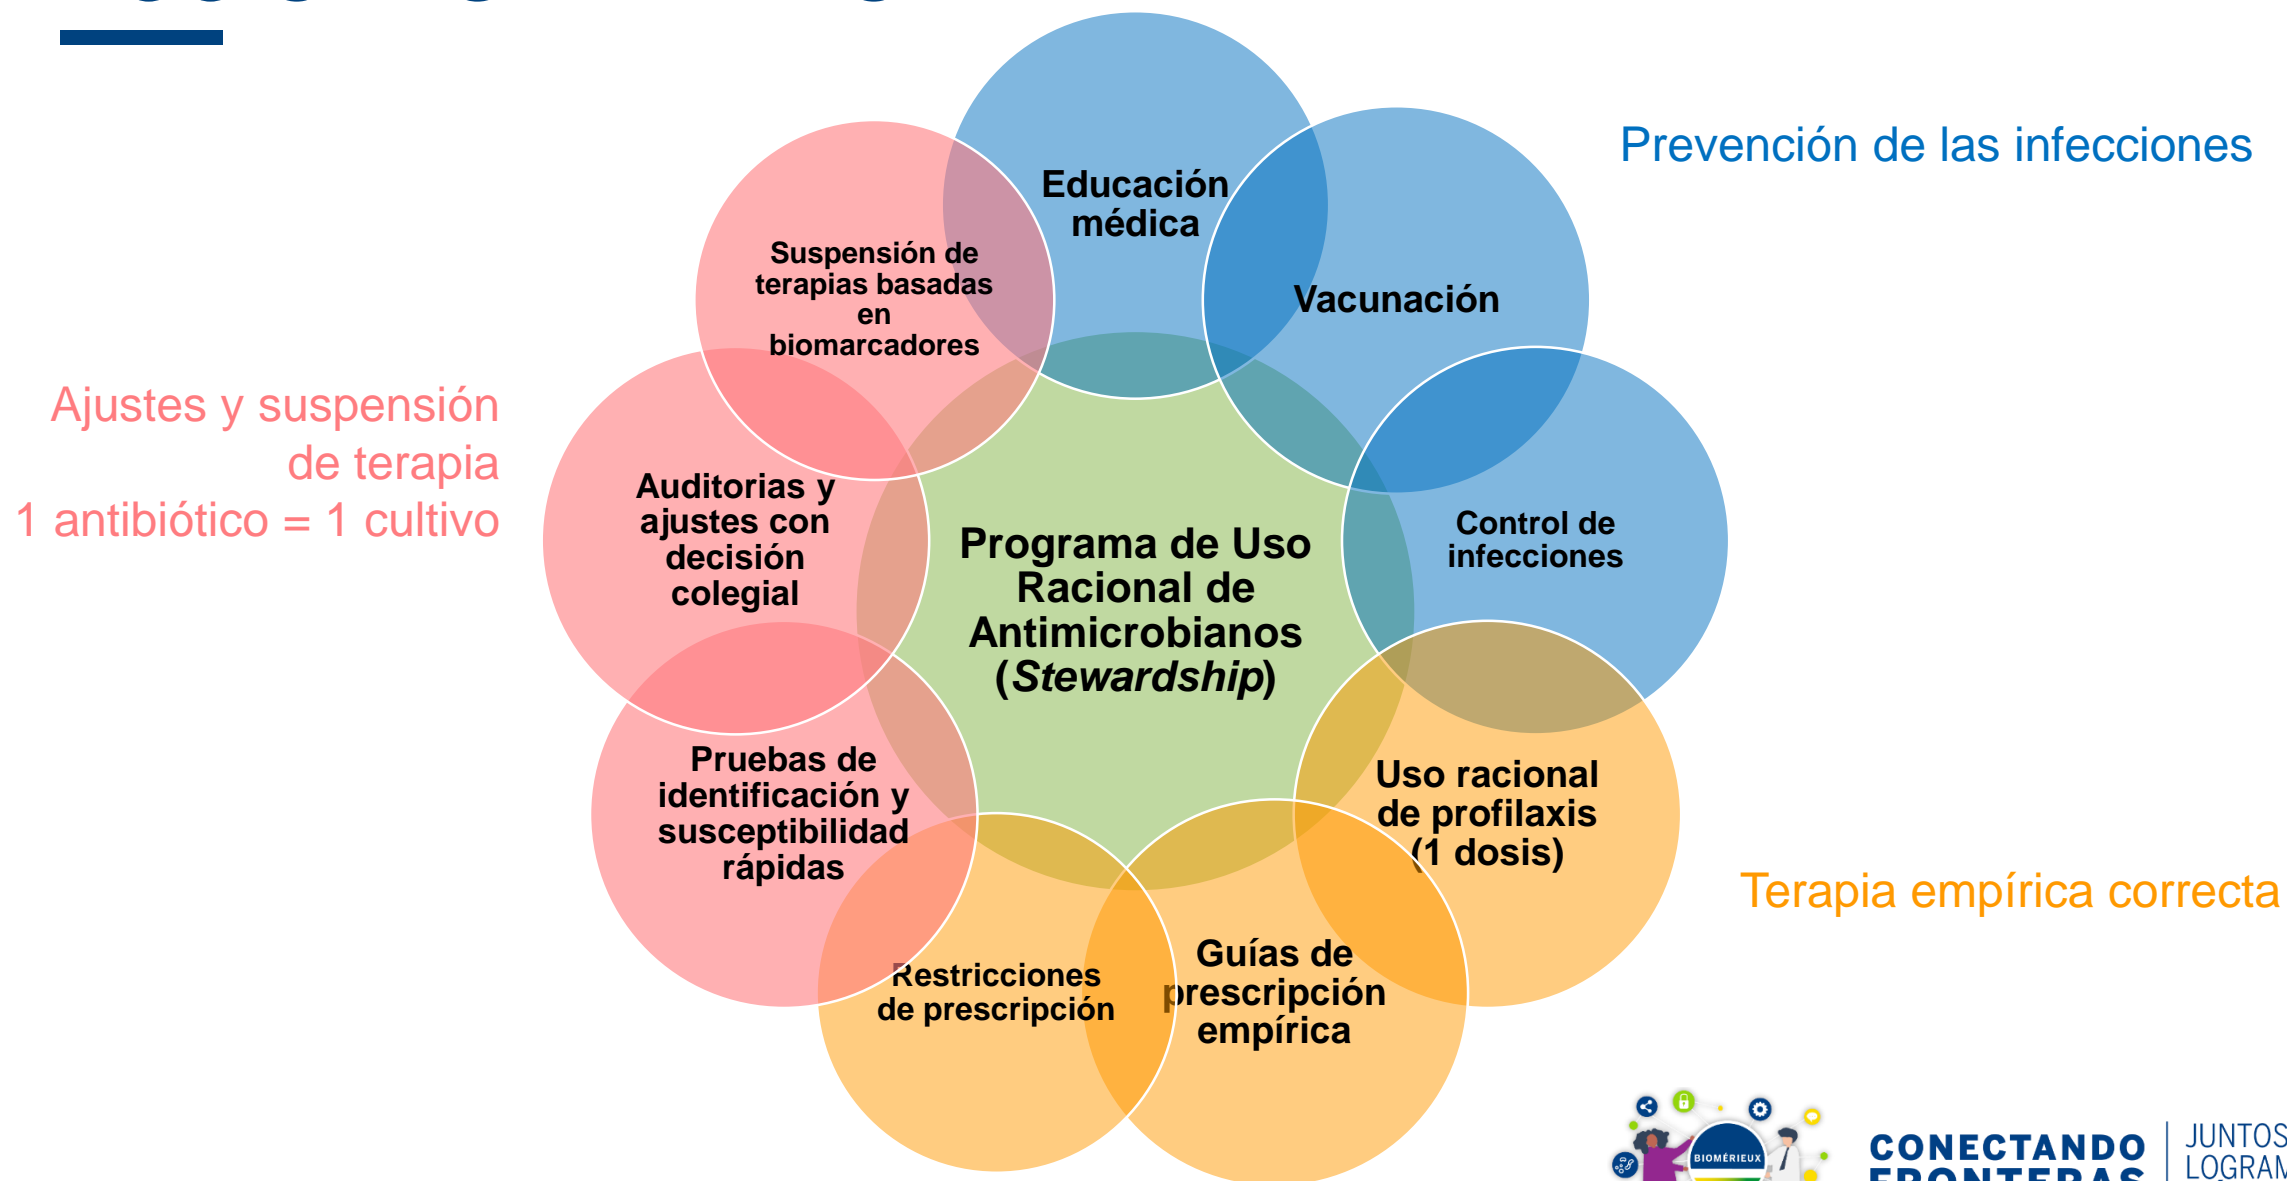 Prevención de las infecciones
Educación
médica
Vacunación
Control de
infecciones
Uso racional
de profilaxis
(1 dosis)
Terapia empírica correcta
Guías de
prescripción
empírica
Restricciones
de prescripción
Pruebas de
identificación y
susceptibilidad
rápidas
Auditorias y
ajustes con
decisión
colegial
Suspensión de
terapias basadas
en
biomarcadores
Ajustes y suspensión
de terapia
1 antibiótico = 1 cultivo
Programa de Uso
Racional de
Antimicrobianos
(Stewardship)
BIOMÉRIEUX
CONECTANDO
FRONTERAS
JUNTOS
LOGRAM